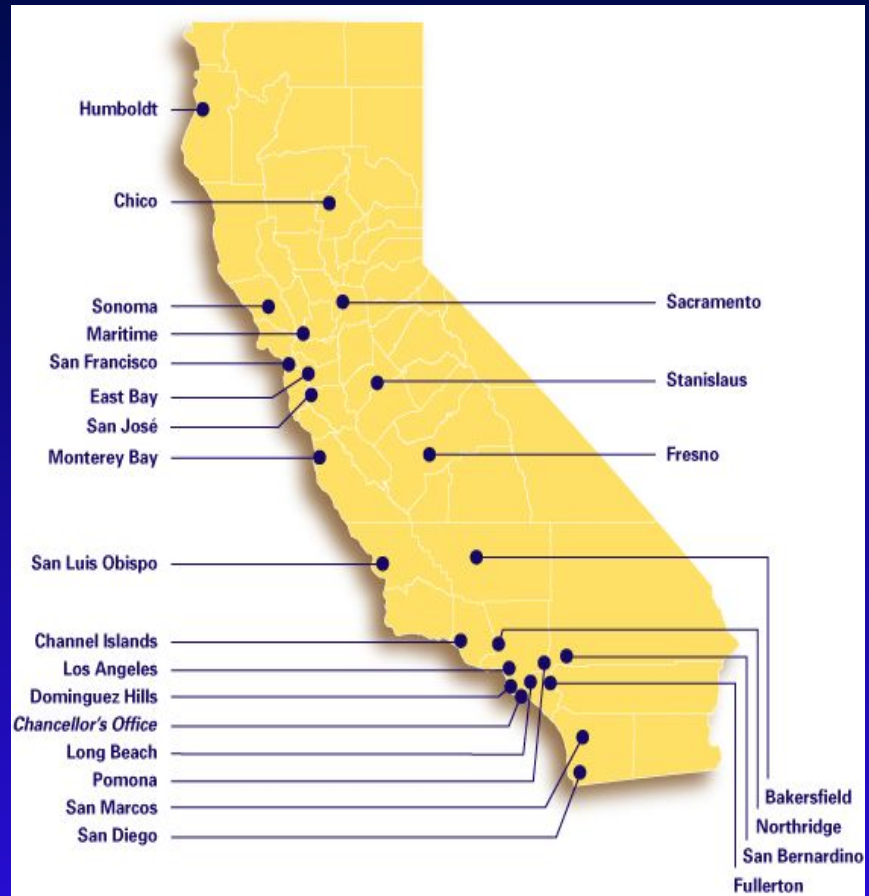 Humboldt
Chico
Sonoma
Maritime
San Francisco
East Bay
San José
Monterey Bay
San Luis Obispo
Channel Islands
Los Angeles
Dominguez Hills
Chancellor's Office
Long Beach
Pomona
San Marcos
San Diego
Sacramento
Stanislaus
Fresno
Bakersfield
Northridge
San Bernardino
Fullerton